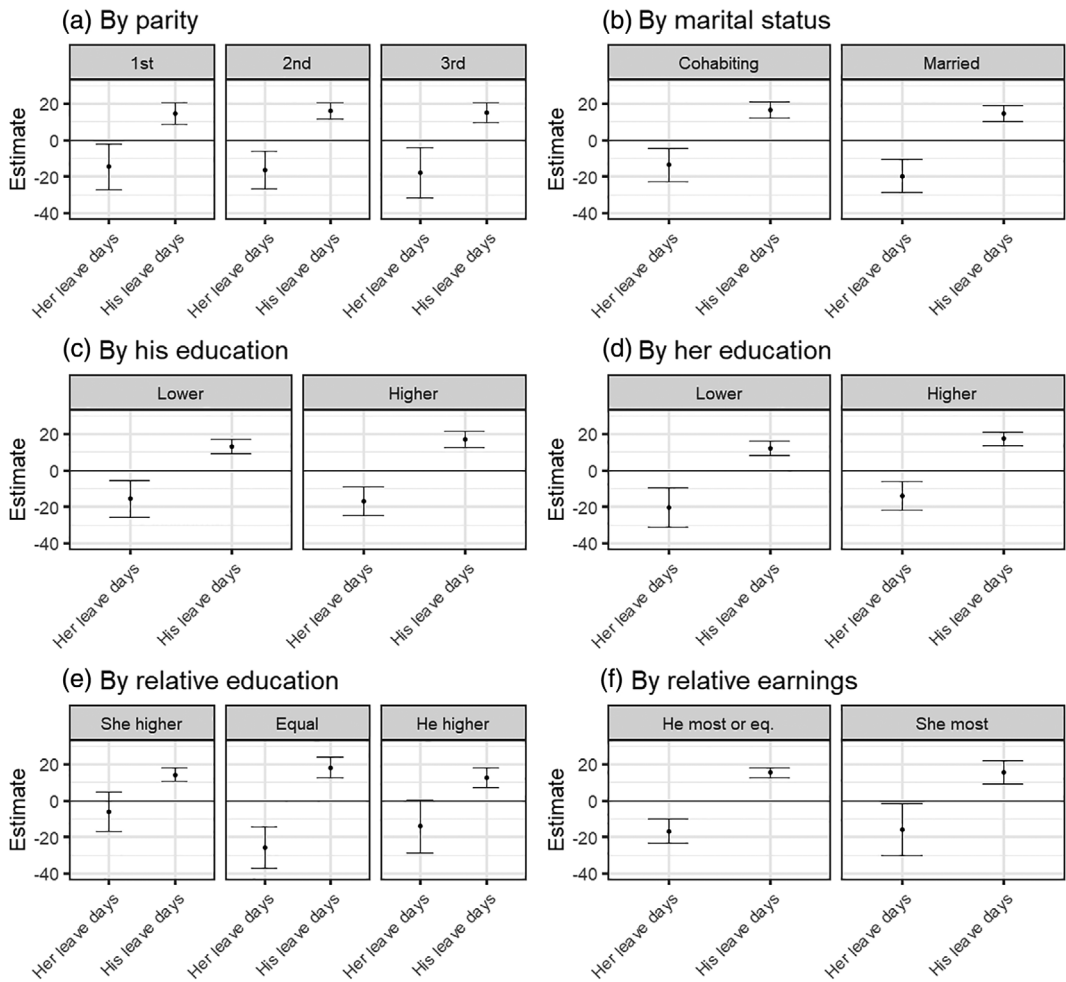 (a) By parity
1st 2nd 3rd
Estimate
20
0
-20
-40
Her leave days His leave days Her leave days His leave days Her leave days His leave days
(b) By marital status
Cohabiting Married
Estimate
20
0
-20
-40
Her leave days His leave days Her leave days His leave days
(c) By his education
Lower Higher
Estimate
20
0
-20
-40
Her leave days His leave days Her leave days His leave days
(d) By her education
Lower Higher
Estimate
20
0
-20
-40
Her leave days His leave days Her leave days His leave days
(e) By relative education
She higher Equal He higher
Estimate
20
0
-20
-40
Her leave days His leave days Her leave days His leave days Her leave days His leave days
(f) By relative earnings
He most or eq. She most
Estimate
20
0
-20
-40
Her leave days His leave days Her leave days His leave days